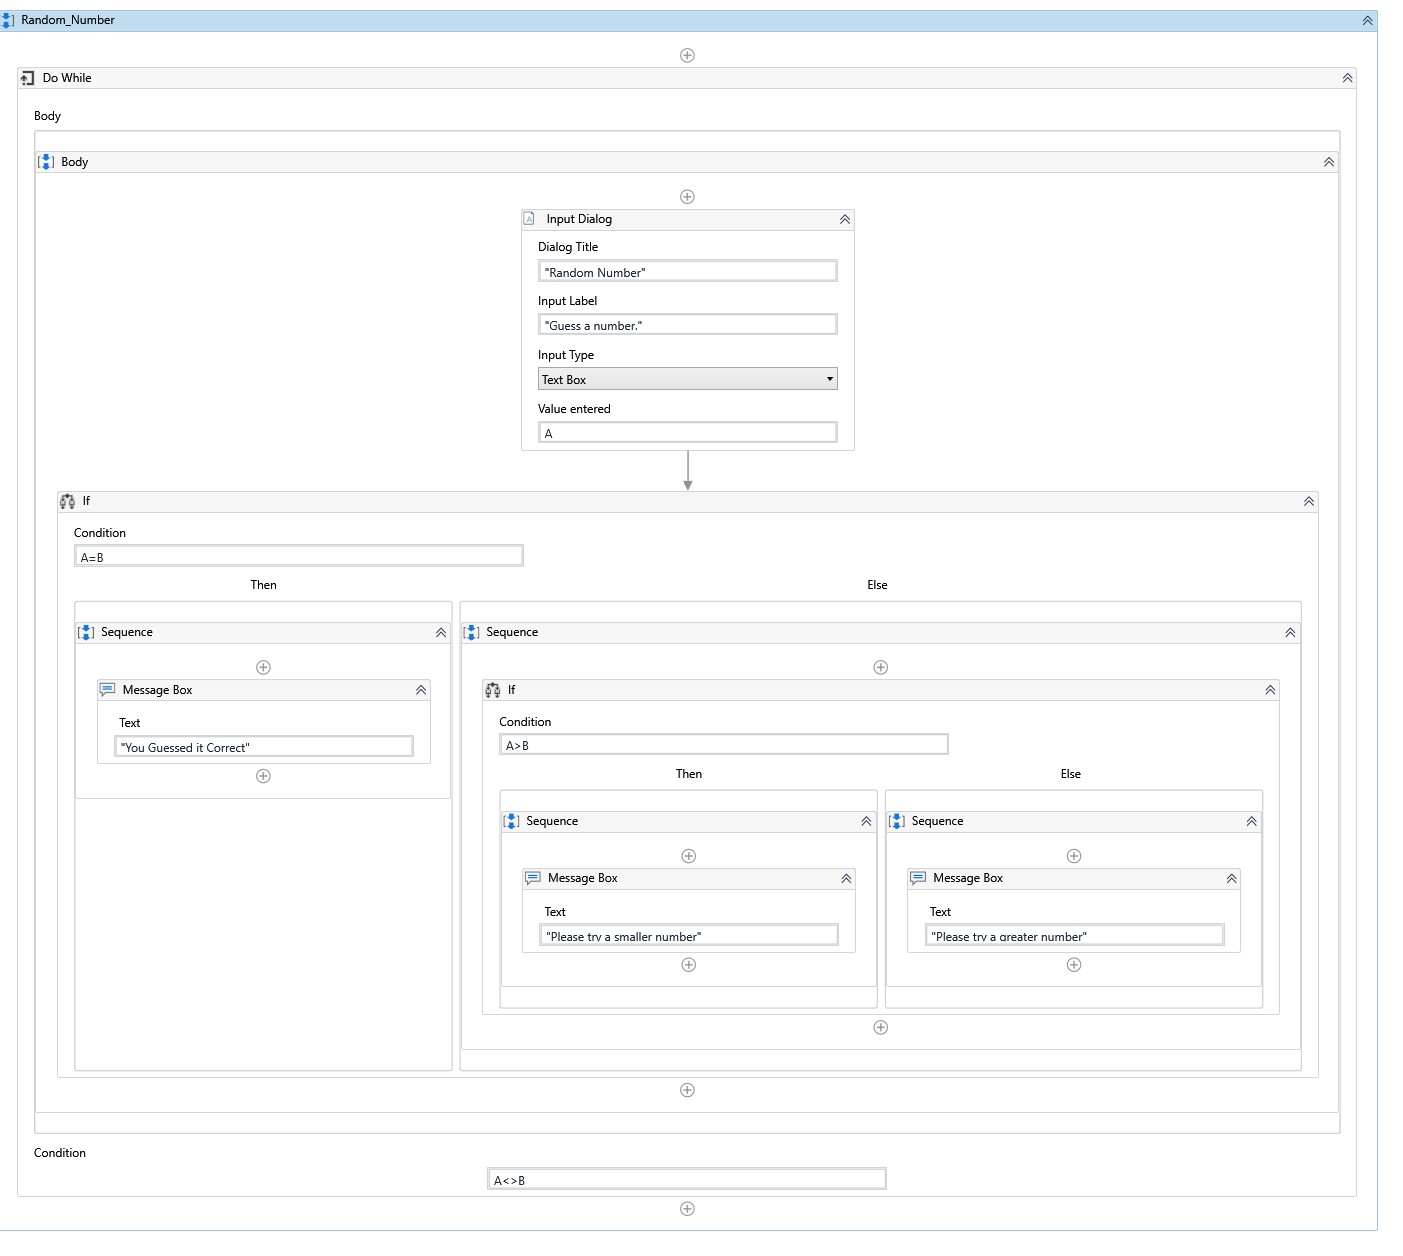 Random_Number
Do While
Body
Body
Input Dialog
Dialog Title
"Random Number"
Input Label
"Guess a number."
Input Type
Text Box
Value entered
A
If
Condition
A=B
Then
Else
Sequence
Message Box
Text
"You Guessed it Correct"
Sequence
If
Condition
A>B
Then
Else
Sequence
Message Box
Text
"Please try a smaller number"
Sequence
Message Box
Text
"Please try a greater number"
Condition
A<>B